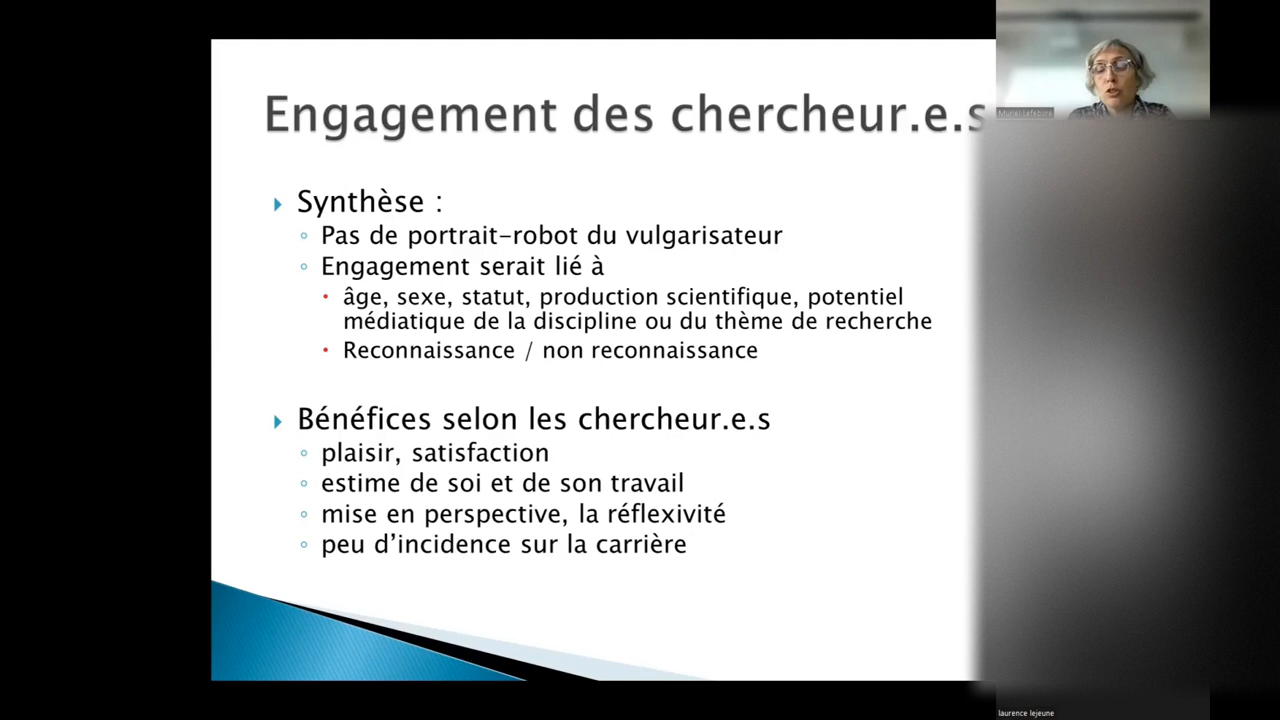 Engagement des chercheur.e.s
Synthèse :
Pas de portrait-robot du vulgarisateur
Engagement serait lié à
âge, sexe, statut, production scientifique, potentiel
médiatique de la discipline ou du thème de recherche
Reconnaissance / non reconnaissance
Bénéfices selon les chercheur.e.s
plaisir, satisfaction
estime de soi et de son travail
mise en perspective, la réflexivité
peu d'incidence sur la carrière
laurence lejeune